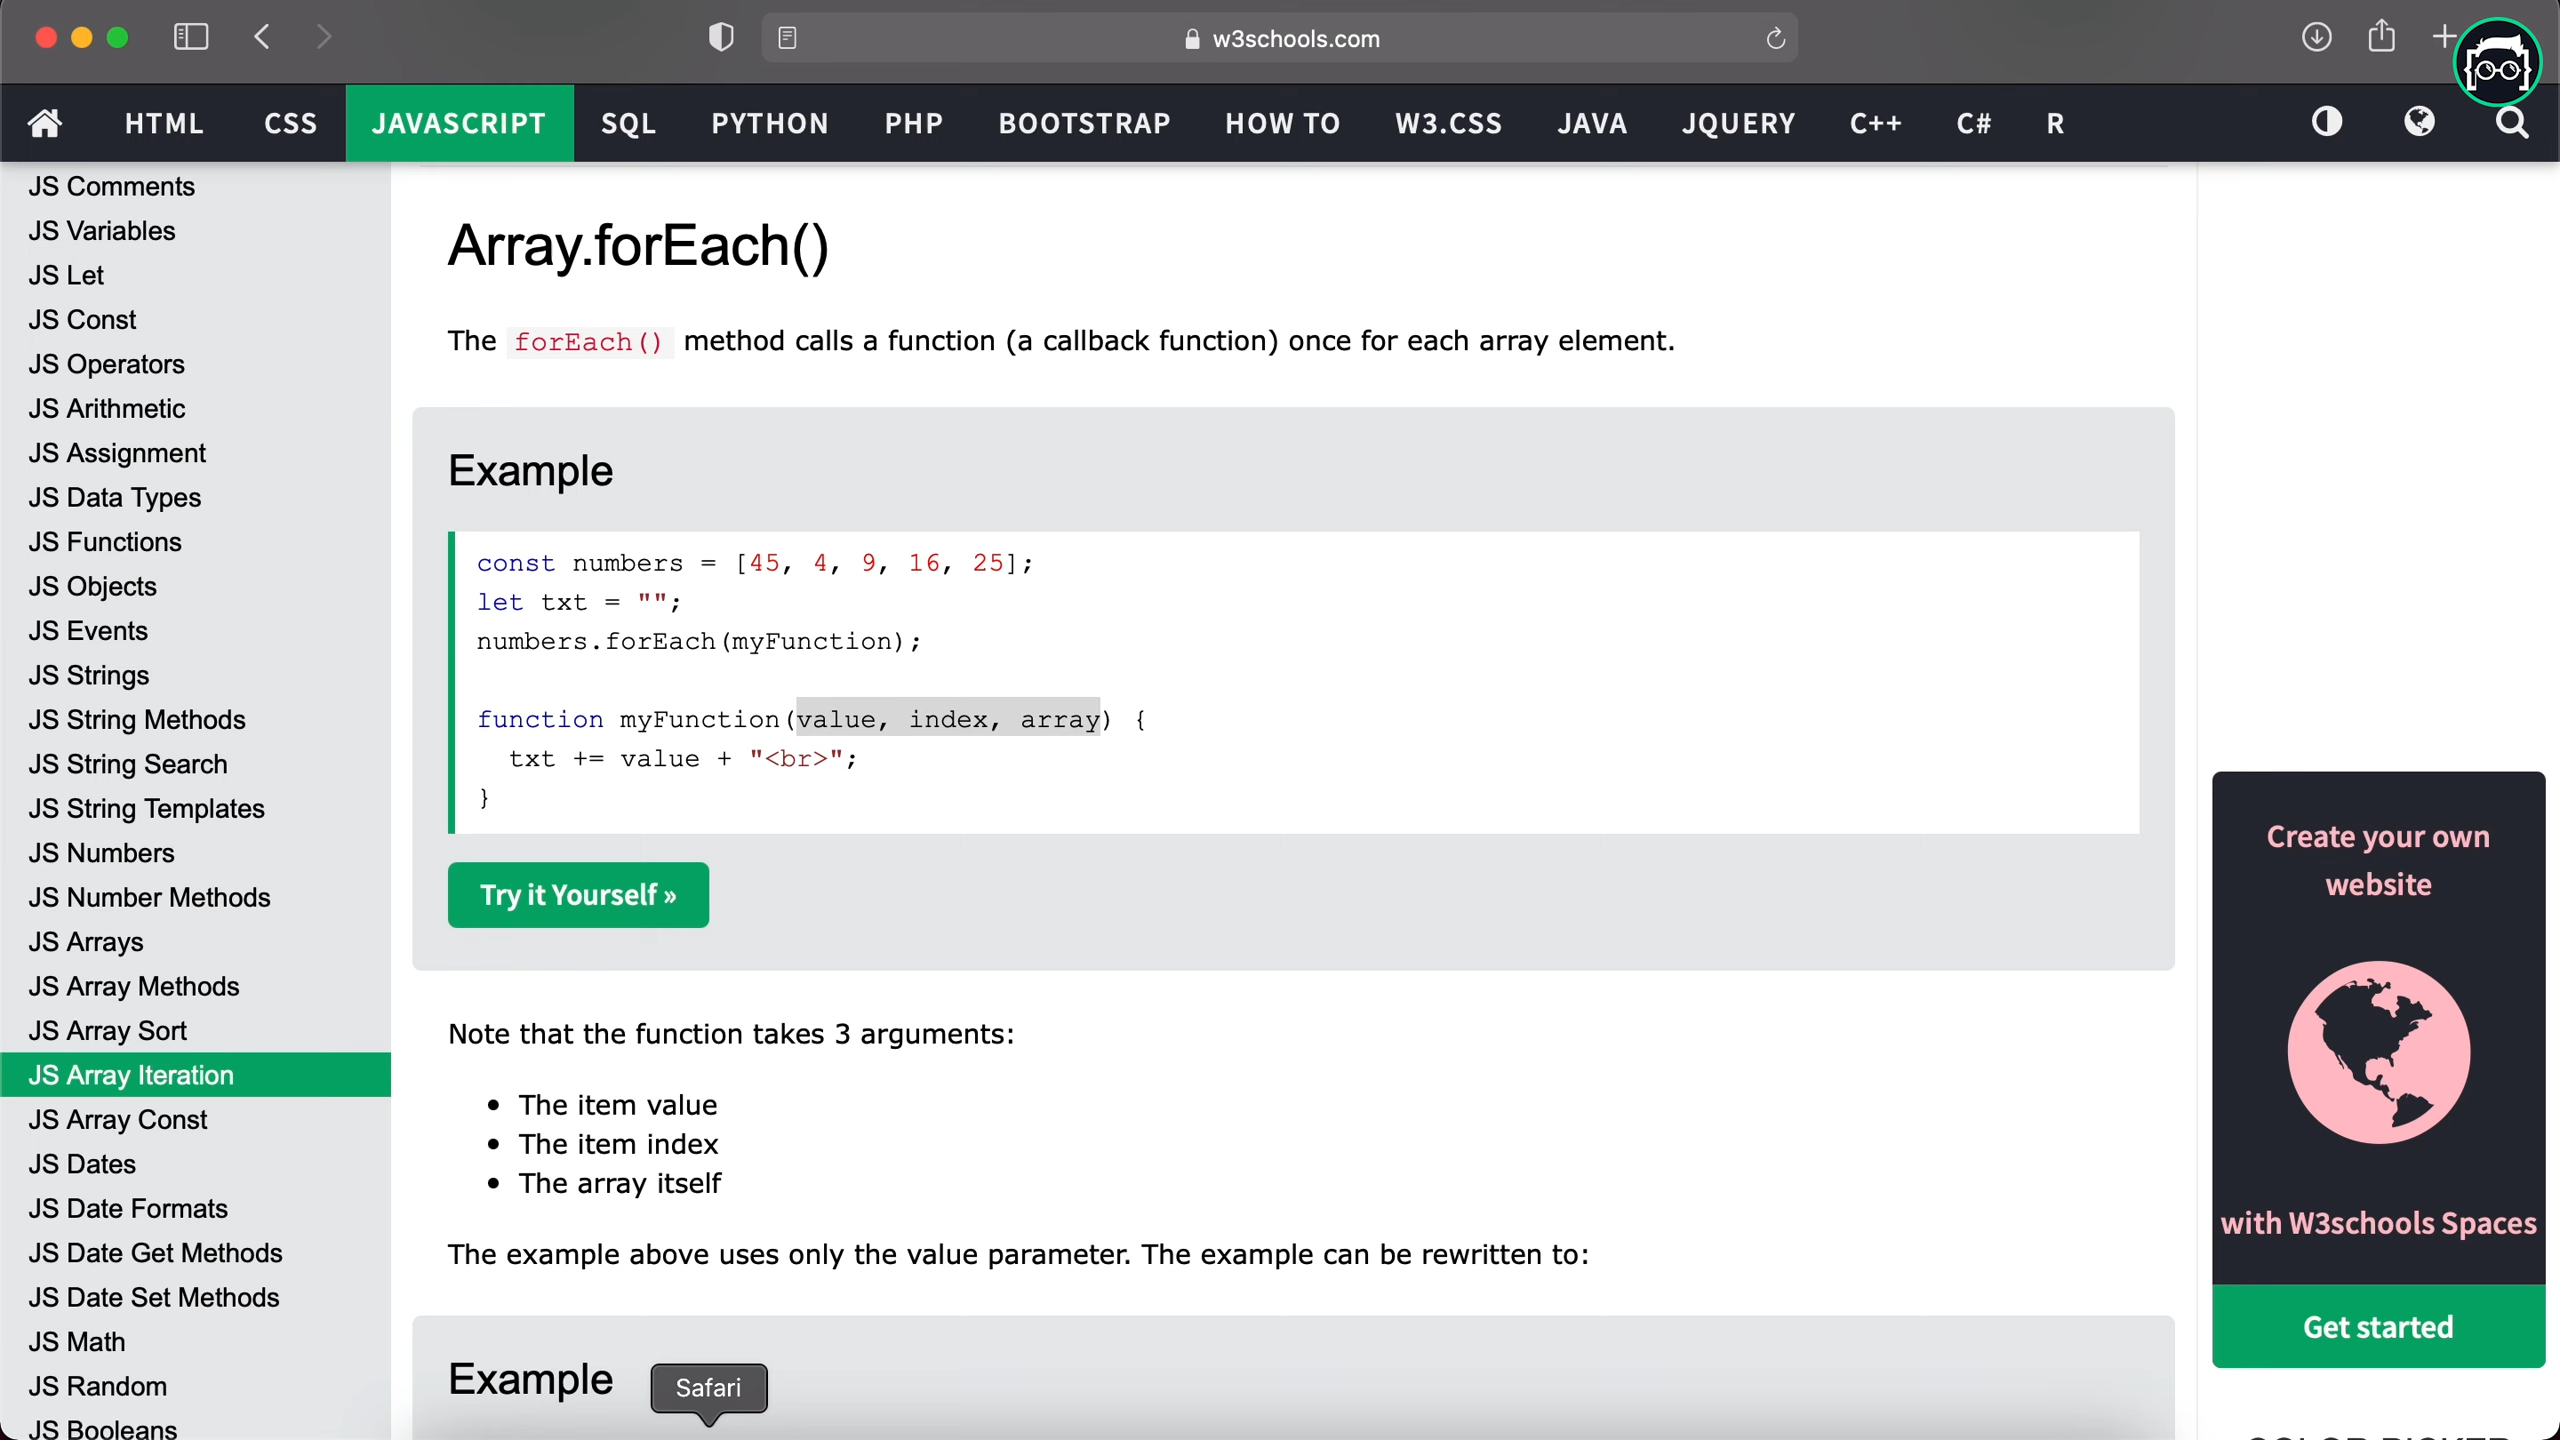 w3schools.com
HTML CSS JAVASCRIPT SQL PYTHON PHP BOOTSTRAP HOW TO W3.CSS JAVA JQUERY C++ C# R
JS Comments
JS Variables
JS Let
JS Const
JS Operators
JS Arithmetic
JS Assignment
JS Data Types
JS Functions
JS Objects
JS Events
JS Strings
JS String Methods
JS String Search
JS String Templates
JS Numbers
JS Number Methods
JS Arrays
JS Array Methods
JS Array Sort
JS Array Iteration
JS Array Const
JS Dates
JS Date Formats
JS Date Get Methods
JS Date Set Methods
JS Math
JS Random
JS Booleans
Array.forEach()
The forEach() method calls a function (a callback function) once for each array element.
Example
const numbers = [45, 4, 9, 16, 25];
let txt = "";
numbers.forEach(myFunction);
function myFunction(value, index, array) {
  txt += value + "<br>";
}
Try it Yourself »
Note that the function takes 3 arguments:
• The item value
• The item index
• The array itself
The example above uses only the value parameter. The example can be rewritten to:
Example
Safari
Create your own
website
with W3schools Spaces
Get started
COLOR PICKER